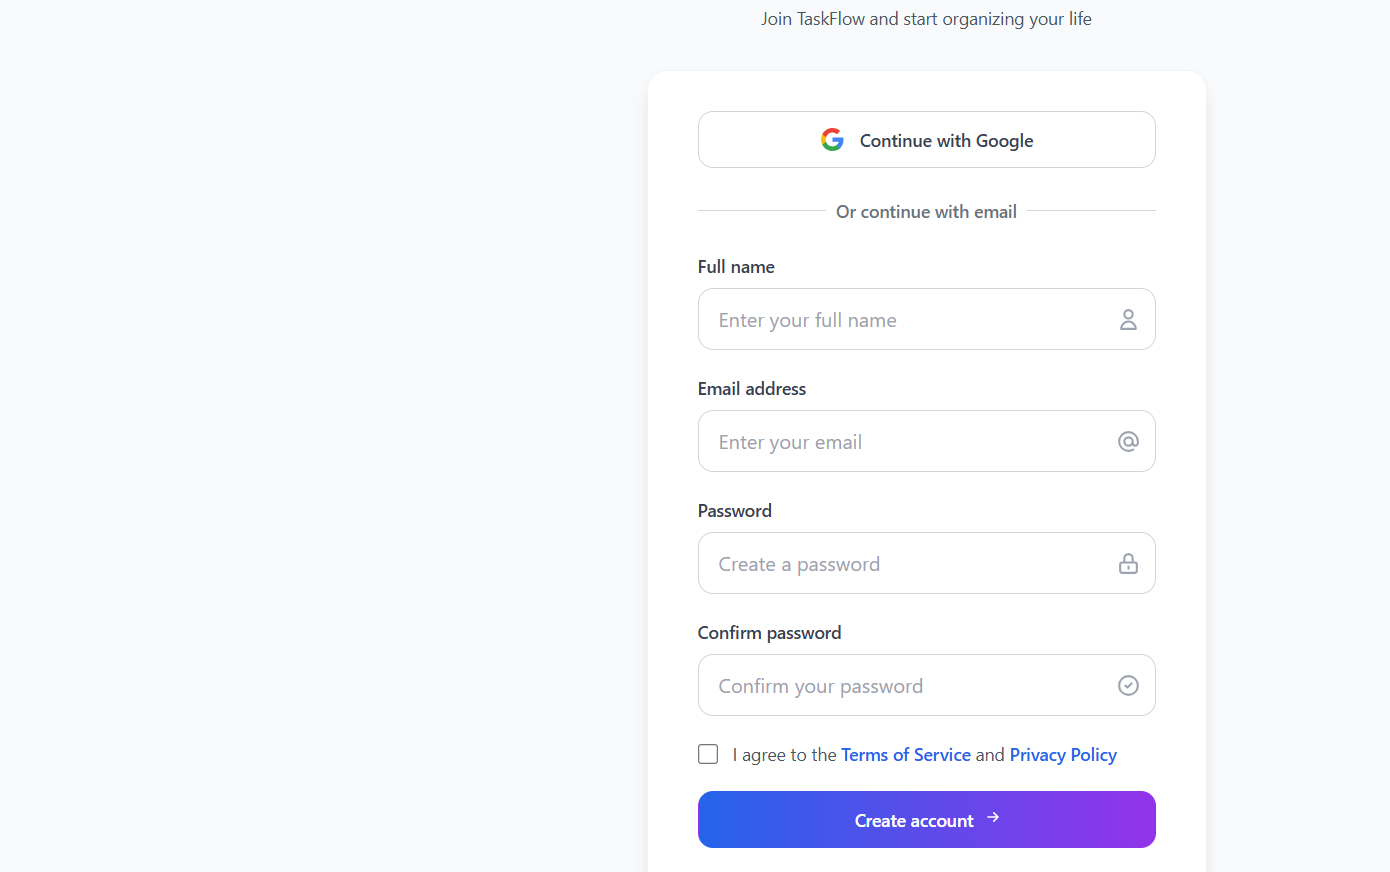 Join TaskFlow and start organizing your life
Continue with Google
Or continue with email
Full name
Enter your full name
Email address
Enter your email
Password
Create a password
Confirm password
Confirm your password
I agree to the Terms of Service and Privacy Policy
Create account →